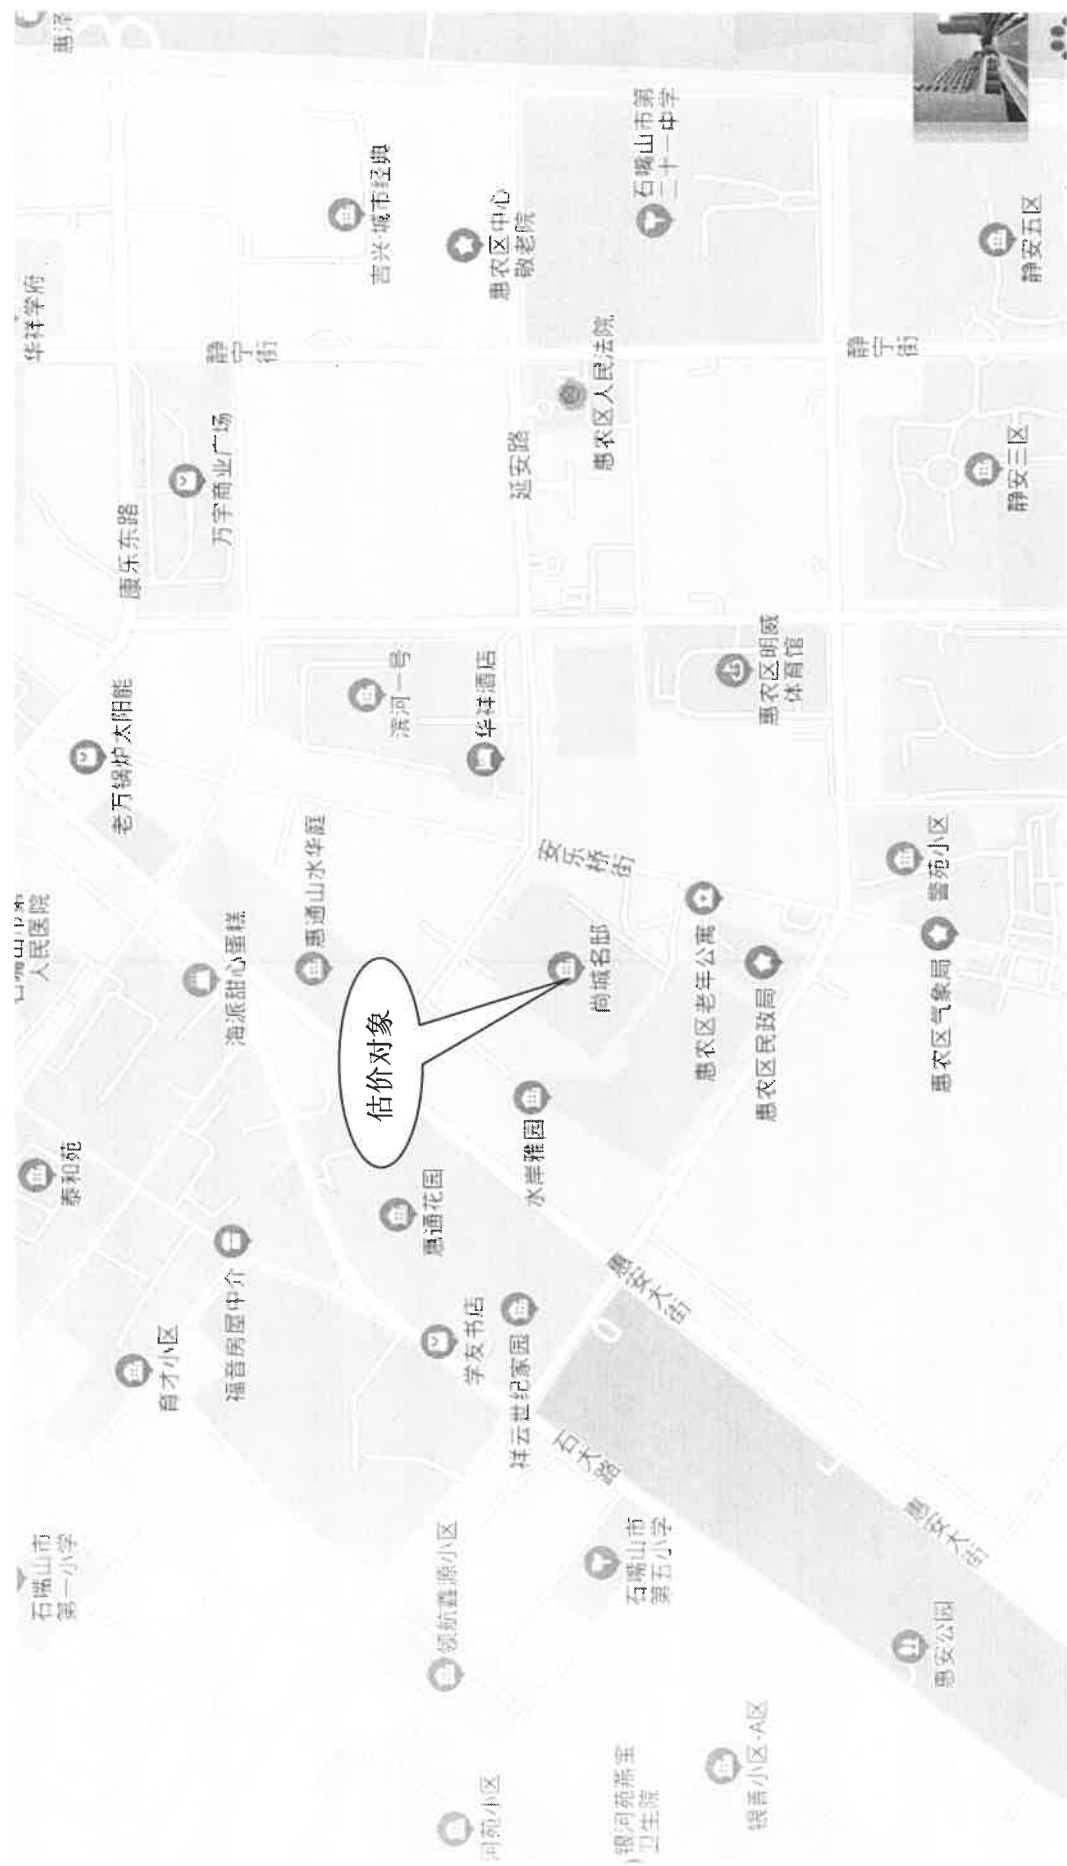 石嘴山市
第一小学
泰和苑
人民医院
华祥学府
惠泽
育才小区
老万锅炉太阳能
康乐东路
福音房屋中介
海派甜心蛋糕
万宇商业广场
静宁街
惠通山水华庭
估价对象
滨河一号
吉兴·城市经典
惠通花园
领航鑫源小区
学友书店
河苑小区
华祥酒店
惠农区中心
敬老院
祥云世纪家园
水岸雅园
延安路
安乐桥街
石大路
尚城名邸
惠农区人民法院
银河苑燕宝
卫生院
石嘴山市
第五小学
惠安大街
石嘴山市第
二十一中学
惠农区老年公寓
银善小区-A区
惠农区民政局
惠农区明威
体育馆
静宁街
惠安公园
惠安大街
惠农区气象局
警苑小区
静安三区
静安五区